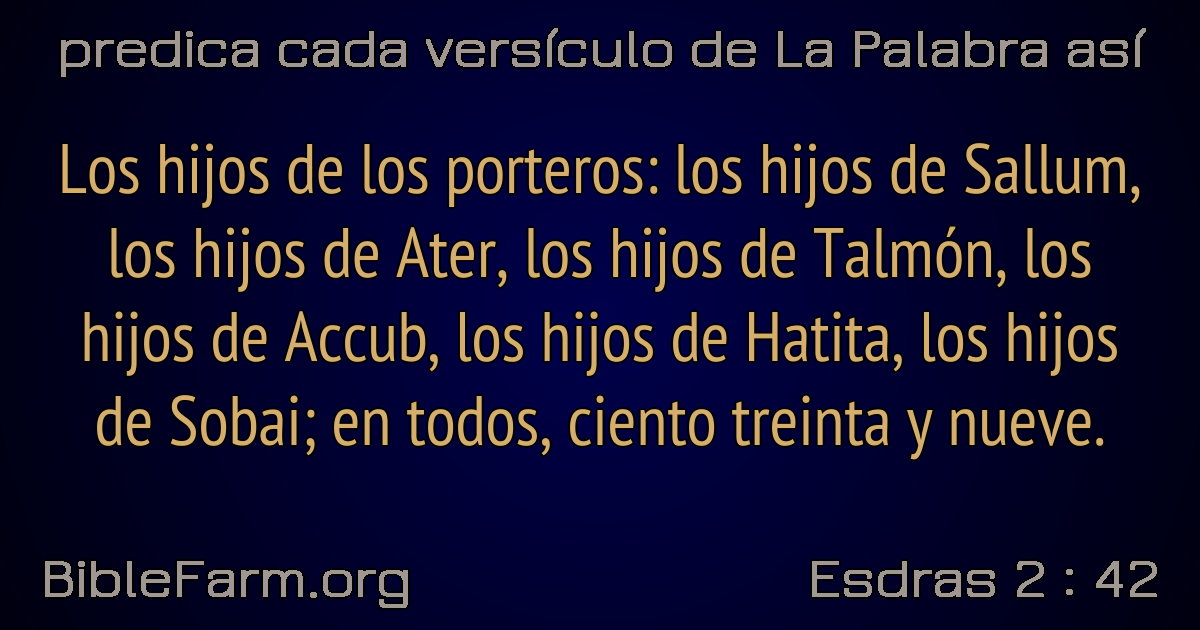 predica cada versículo de La Palabra así
Los hijos de los porteros: los hijos de Sallum,
los hijos de Ater, los hijos de Talmón, los
hijos de Accub, los hijos de Hatita, los hijos
de Sobai; en todos, ciento treinta y nueve.
BibleFarm.org
Esdras 2 : 42